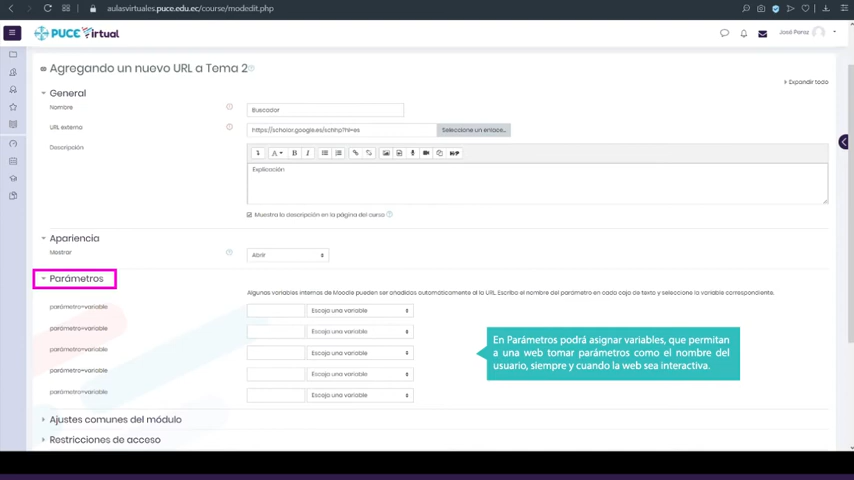 aulasvirtuales.puce.edu.ec/course/modedit.php
PUCE Virtual
José Perez
Agregando un nuevo URL a Tema 2
Expandir todo
General
Nombre
Buscador
URL externo
https://scholar.google.es/schhp?hl=es
Seleccione un enlace...
Descripción
Explicación
Muestra la descripción en la página del curso
Apariencia
Mostrar
Abrir
Parámetros
Algunas variables internas de Moodle pueden ser añadidas automáticamente al la URL. Escriba el nombre del parámetro en cada caja de texto y seleccione la variable correspondiente.
parámetro=variable
Escoja una variable
parámetro=variable
Escoja una variable
parámetro=variable
Escoja una variable
parámetro=variable
Escoja una variable
parámetro=variable
Escoja una variable
En Parámetros podrá asignar variables, que permitan
a una web tomar parámetros como el nombre del
usuario, siempre y cuando la web sea interactiva.
Ajustes comunes del módulo
Restricciones de acceso